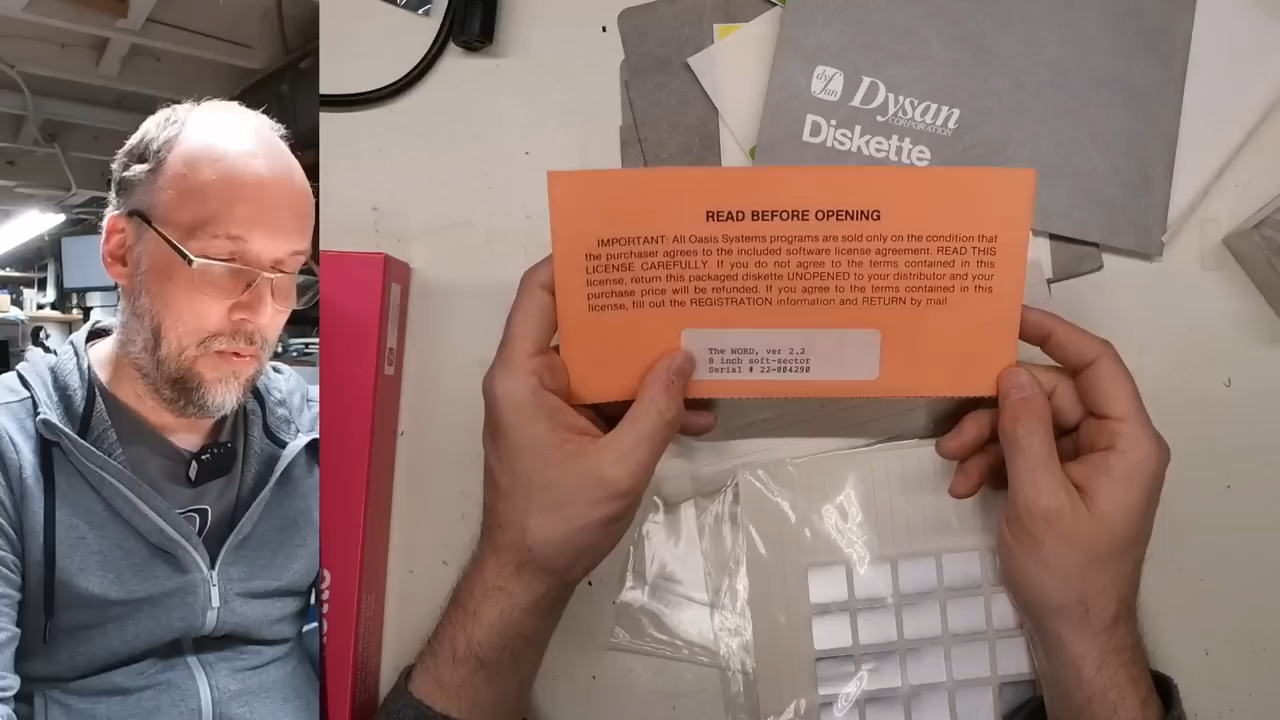 dy
san
Dysan
CORPORATION
Diskette
READ BEFORE OPENING
IMPORTANT: All Oasis Systems programs are sold only on the condition that
the purchaser agrees to the included software license agreement. READ THIS
LICENSE CAREFULLY. If you do not agree to the terms contained in this
license, return this packaged diskette UNOPENED to your distributor and your
purchase price will be refunded. If you agree to the terms contained in this
license, fill out the REGISTRATION information and RETURN by mail.
The WORD, ver 2.2
8 inch soft-sector
Serial # 22-804290